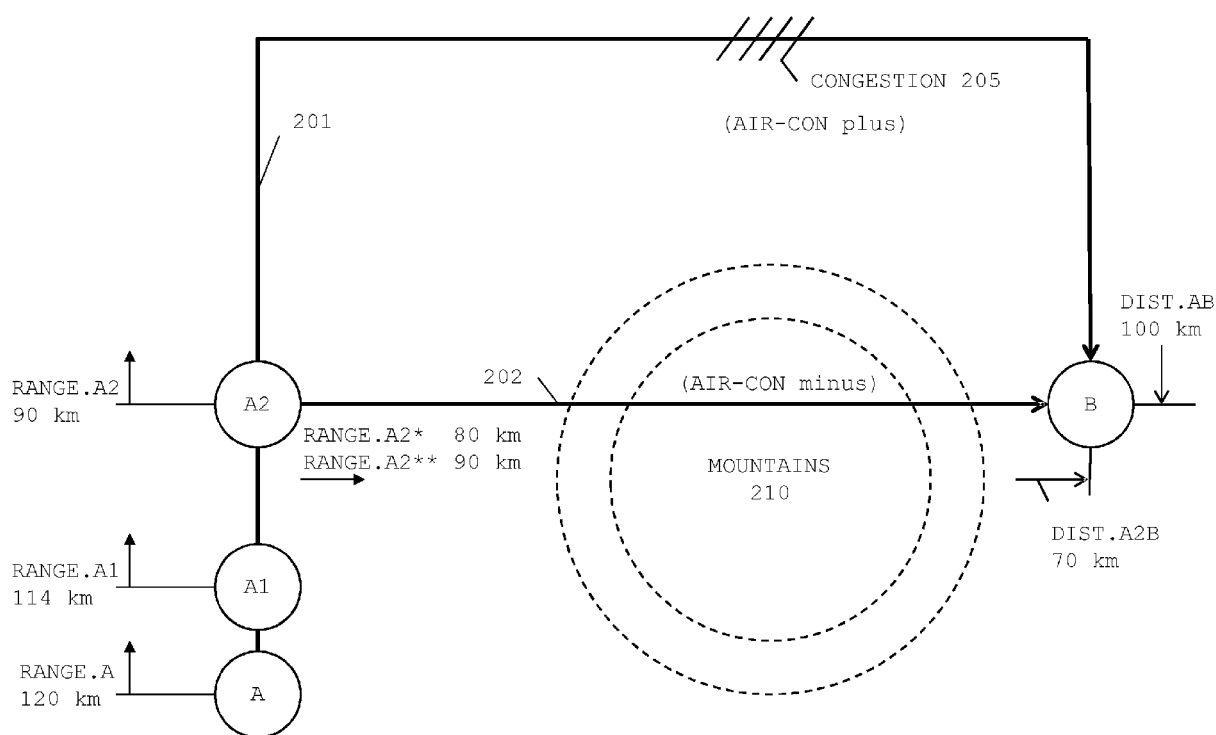 CONGESTION 205
(AIR-CON plus)
201
DIST.AB
100 km
RANGE.A2
90 km
A2
202
(AIR-CON minus)
B
RANGE.A2* 80 km
RANGE.A2** 90 km
MOUNTAINS
210
DIST.A2B
70 km
RANGE.A1
114 km
A1
RANGE.A
120 km
A